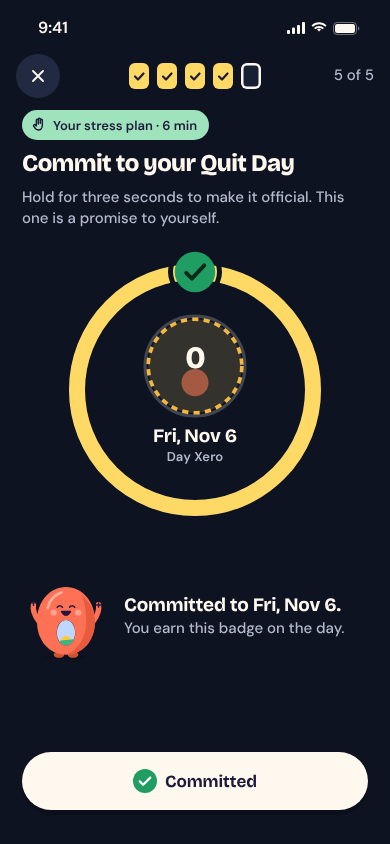 9:41
5 of 5
Your stress plan · 6 min
Commit to your Quit Day
Hold for three seconds to make it official. This
one is a promise to yourself.
0
Fri, Nov 6
Day Xero
Committed to Fri, Nov 6.
You earn this badge on the day.
Committed